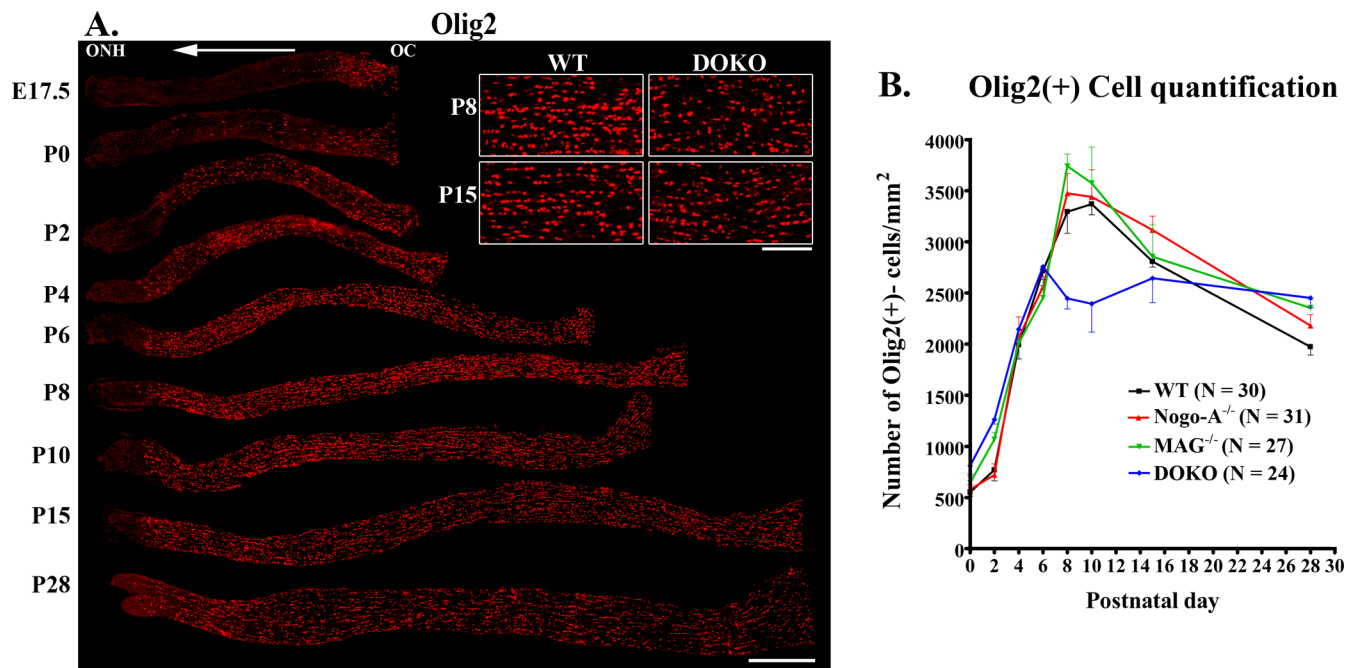 A.
Olig2
ONH
OC
WT
DOKO
P8
P15
E17.5
P0
P2
P4
P6
P8
P10
P15
P28
B.
Olig2(+) Cell quantification
Number of Olig2(+)- cells/mm²
4000
3500
3000
2500
2000
1500
1000
500
0
WT (N = 30)
Nogo-A⁻/⁻ (N = 31)
MAG⁻/⁻ (N = 27)
DOKO (N = 24)
0 2 4 6 8 10 12 14 16 18 20 22 24 26 28 30
Postnatal day